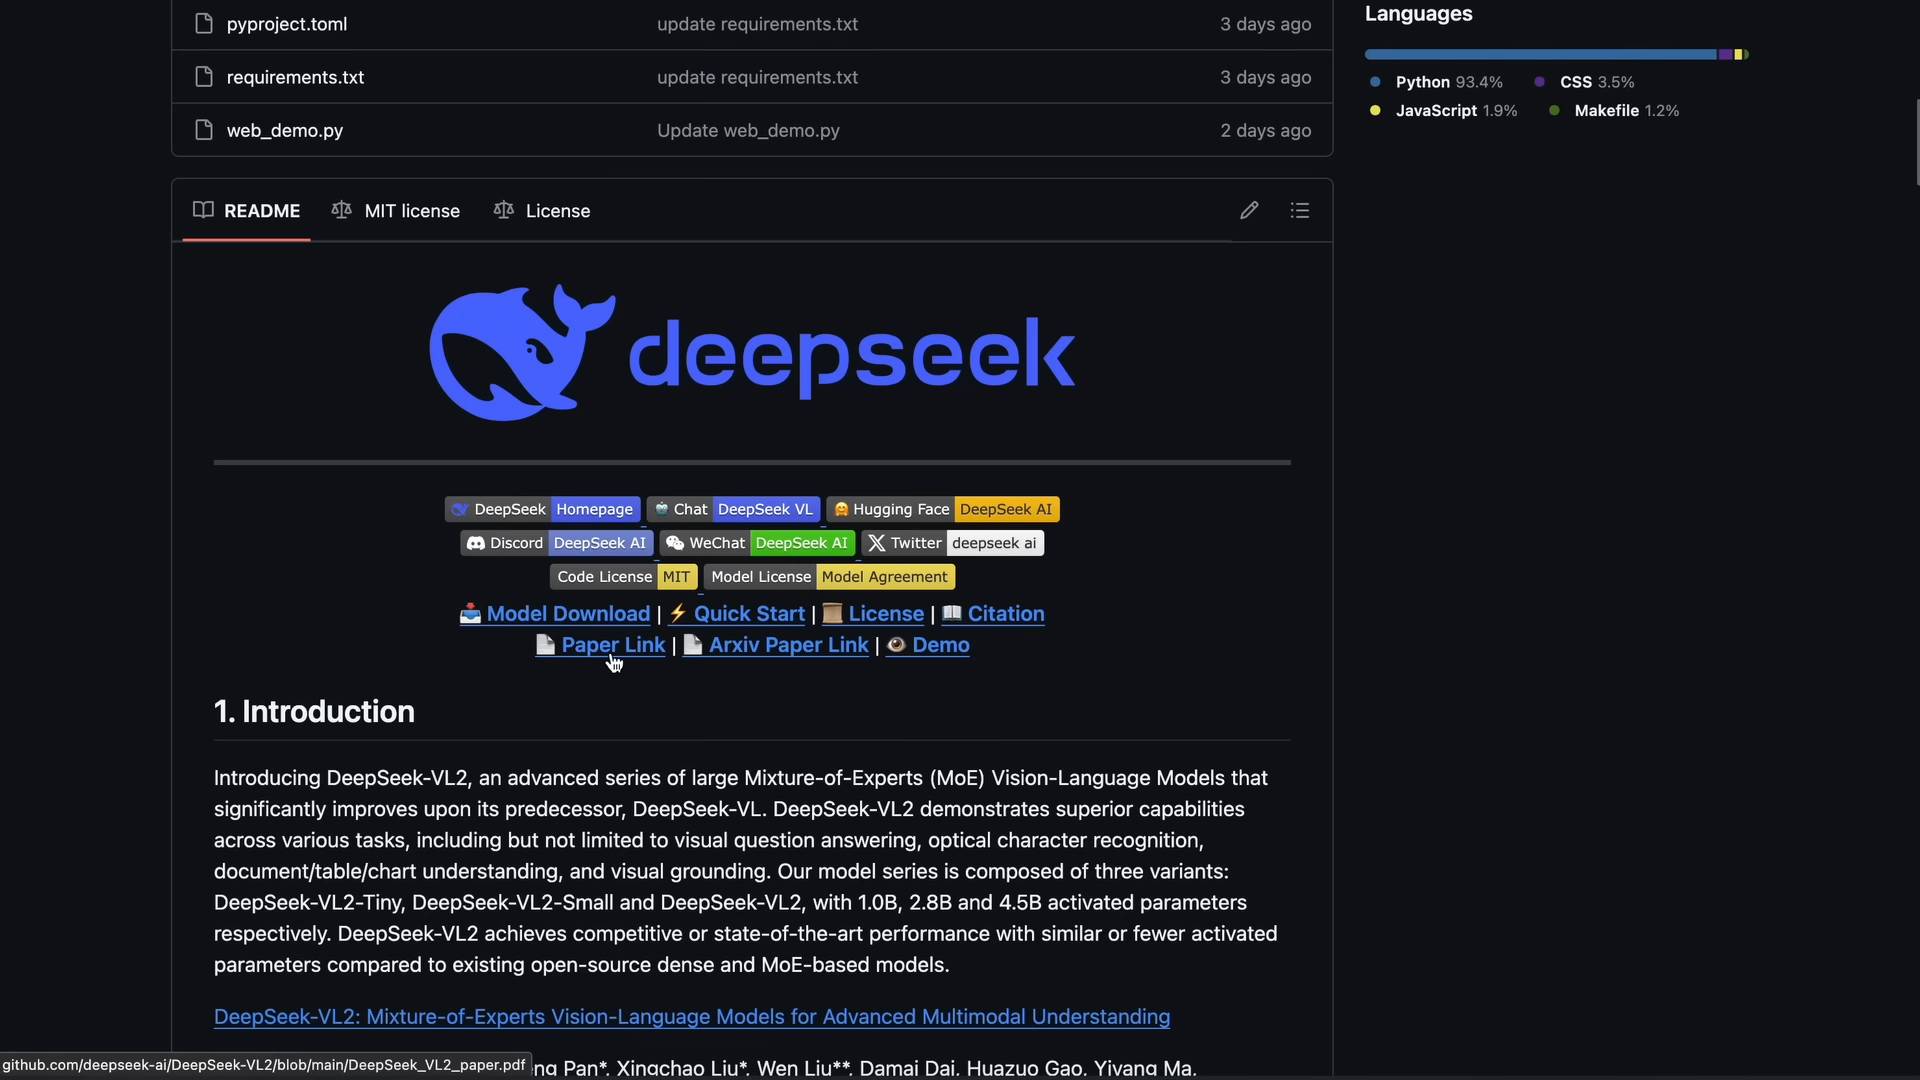 pyproject.toml update requirements.txt 3 days ago
requirements.txt update requirements.txt 3 days ago
web_demo.py Update web_demo.py 2 days ago
Languages
Python 93.4% CSS 3.5%
JavaScript 1.9% Makefile 1.2%
README MIT license License
deepseek
DeepSeek Homepage Chat DeepSeek VL Hugging Face DeepSeek AI
Discord DeepSeek AI WeChat DeepSeek AI Twitter deepseek ai
Code License MIT Model License Model Agreement
Model Download | Quick Start | License | Citation
Paper Link | Arxiv Paper Link | Demo
1. Introduction
Introducing DeepSeek-VL2, an advanced series of large Mixture-of-Experts (MoE) Vision-Language Models that
significantly improves upon its predecessor, DeepSeek-VL. DeepSeek-VL2 demonstrates superior capabilities
across various tasks, including but not limited to visual question answering, optical character recognition,
document/table/chart understanding, and visual grounding. Our model series is composed of three variants:
DeepSeek-VL2-Tiny, DeepSeek-VL2-Small and DeepSeek-VL2, with 1.0B, 2.8B and 4.5B activated parameters
respectively. DeepSeek-VL2 achieves competitive or state-of-the-art performance with similar or fewer activated
parameters compared to existing open-source dense and MoE-based models.
DeepSeek-VL2: Mixture-of-Experts Vision-Language Models for Advanced Multimodal Understanding
github.com/deepseek-ai/DeepSeek-VL2/blob/main/DeepSeek_VL2_paper.pdf Pan*, Xingchao Liu*, Wen Liu**, Damai Dai, Huazuo Gao, Yiyang Ma,